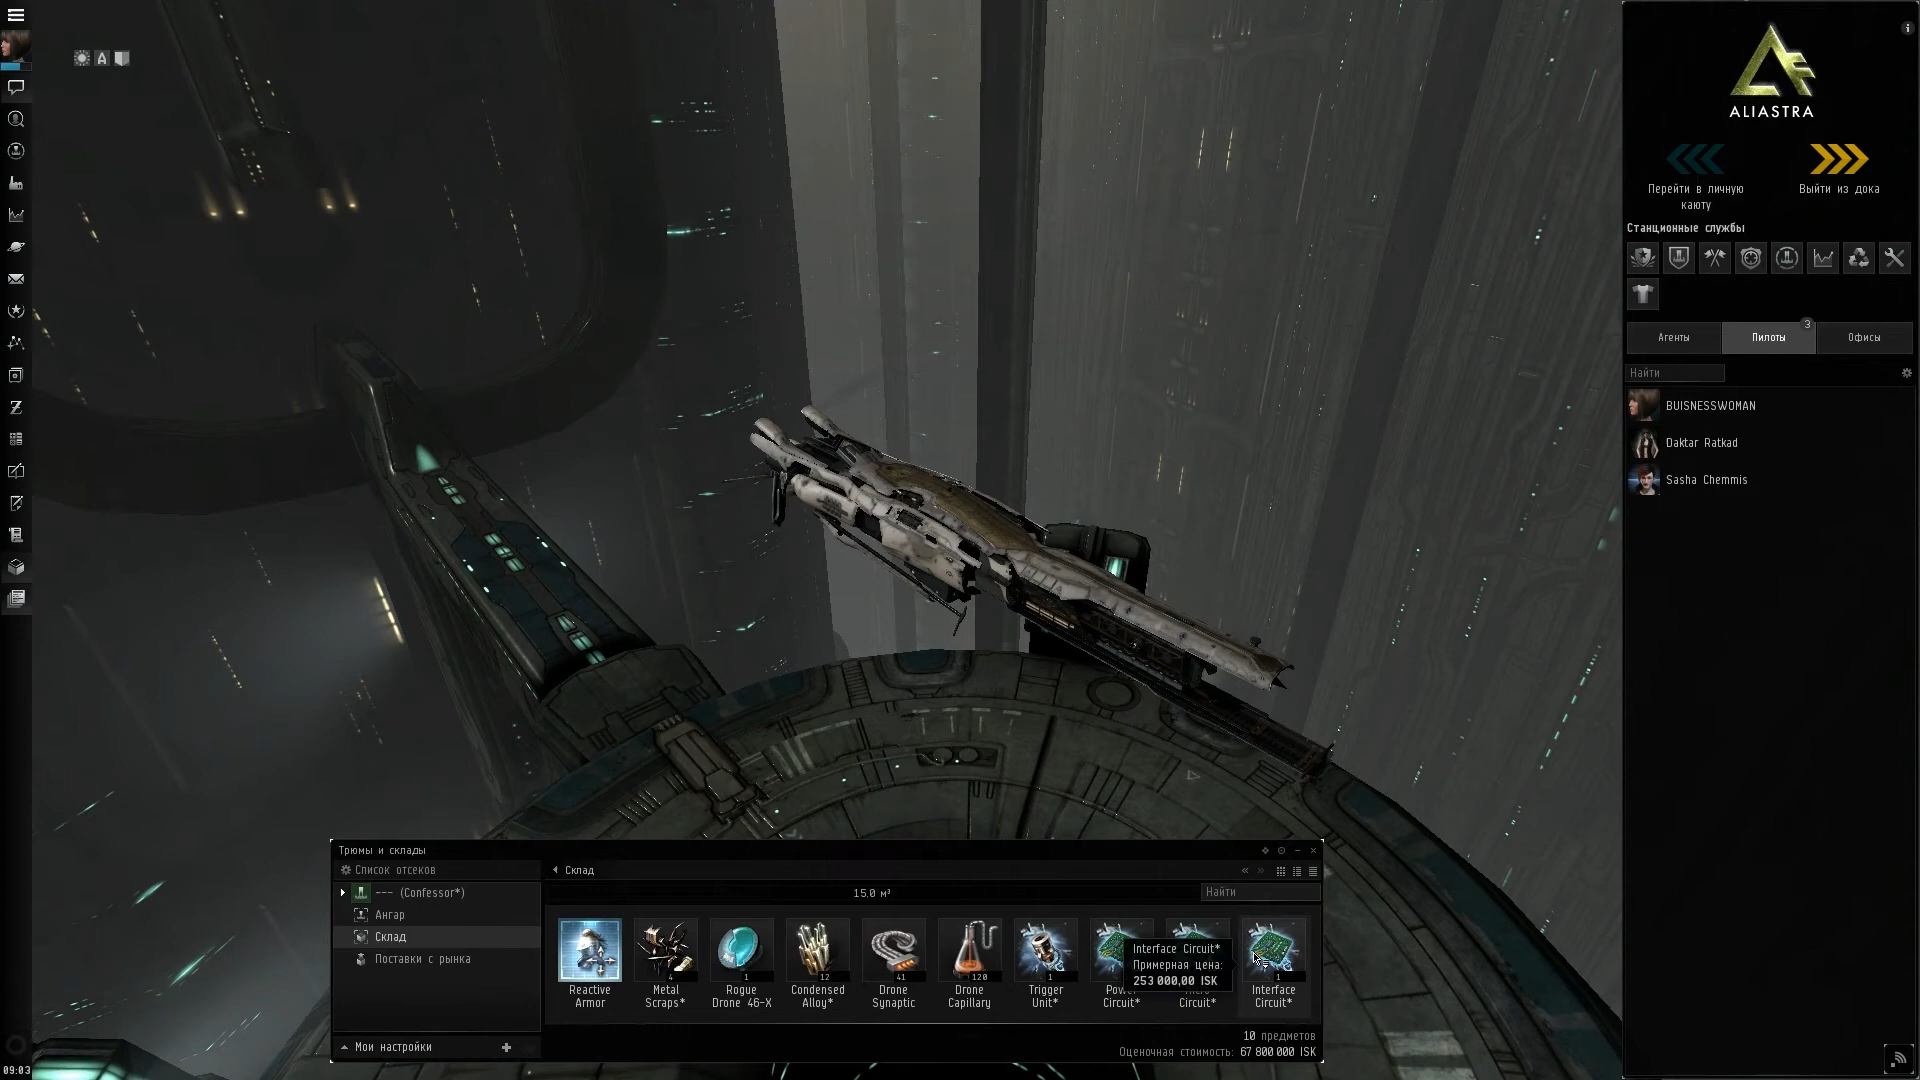 A
ALIASTRA
Перейти в личную
каюту
Выйти из дока
Станционные службы
3
Агенты
Пилоты
Офисы
Найти
BUISNESSWOMAN
Daktar Ratkad
Sasha Chemmis
Трюмы и склады
Список отсеков
Склад
--- (Confessor*)
15,0 м³
Найти
Ангар
Склад
Поставки с рынка
4
1
12
41
120
1
1
Reactive
Armor
Metal
Scraps*
Rogue
Drone 46-X
Condensed
Alloy*
Drone
Synaptic
Drone
Capillary
Trigger
Unit*
Circuit*
Circuit*
Interface
Circuit*
Interface Circuit*
Примерная цена:
253 000,00 ISK
Мои настройки
10 предметов
Оценочная стоимость: 67 800 000 ISK
09:03